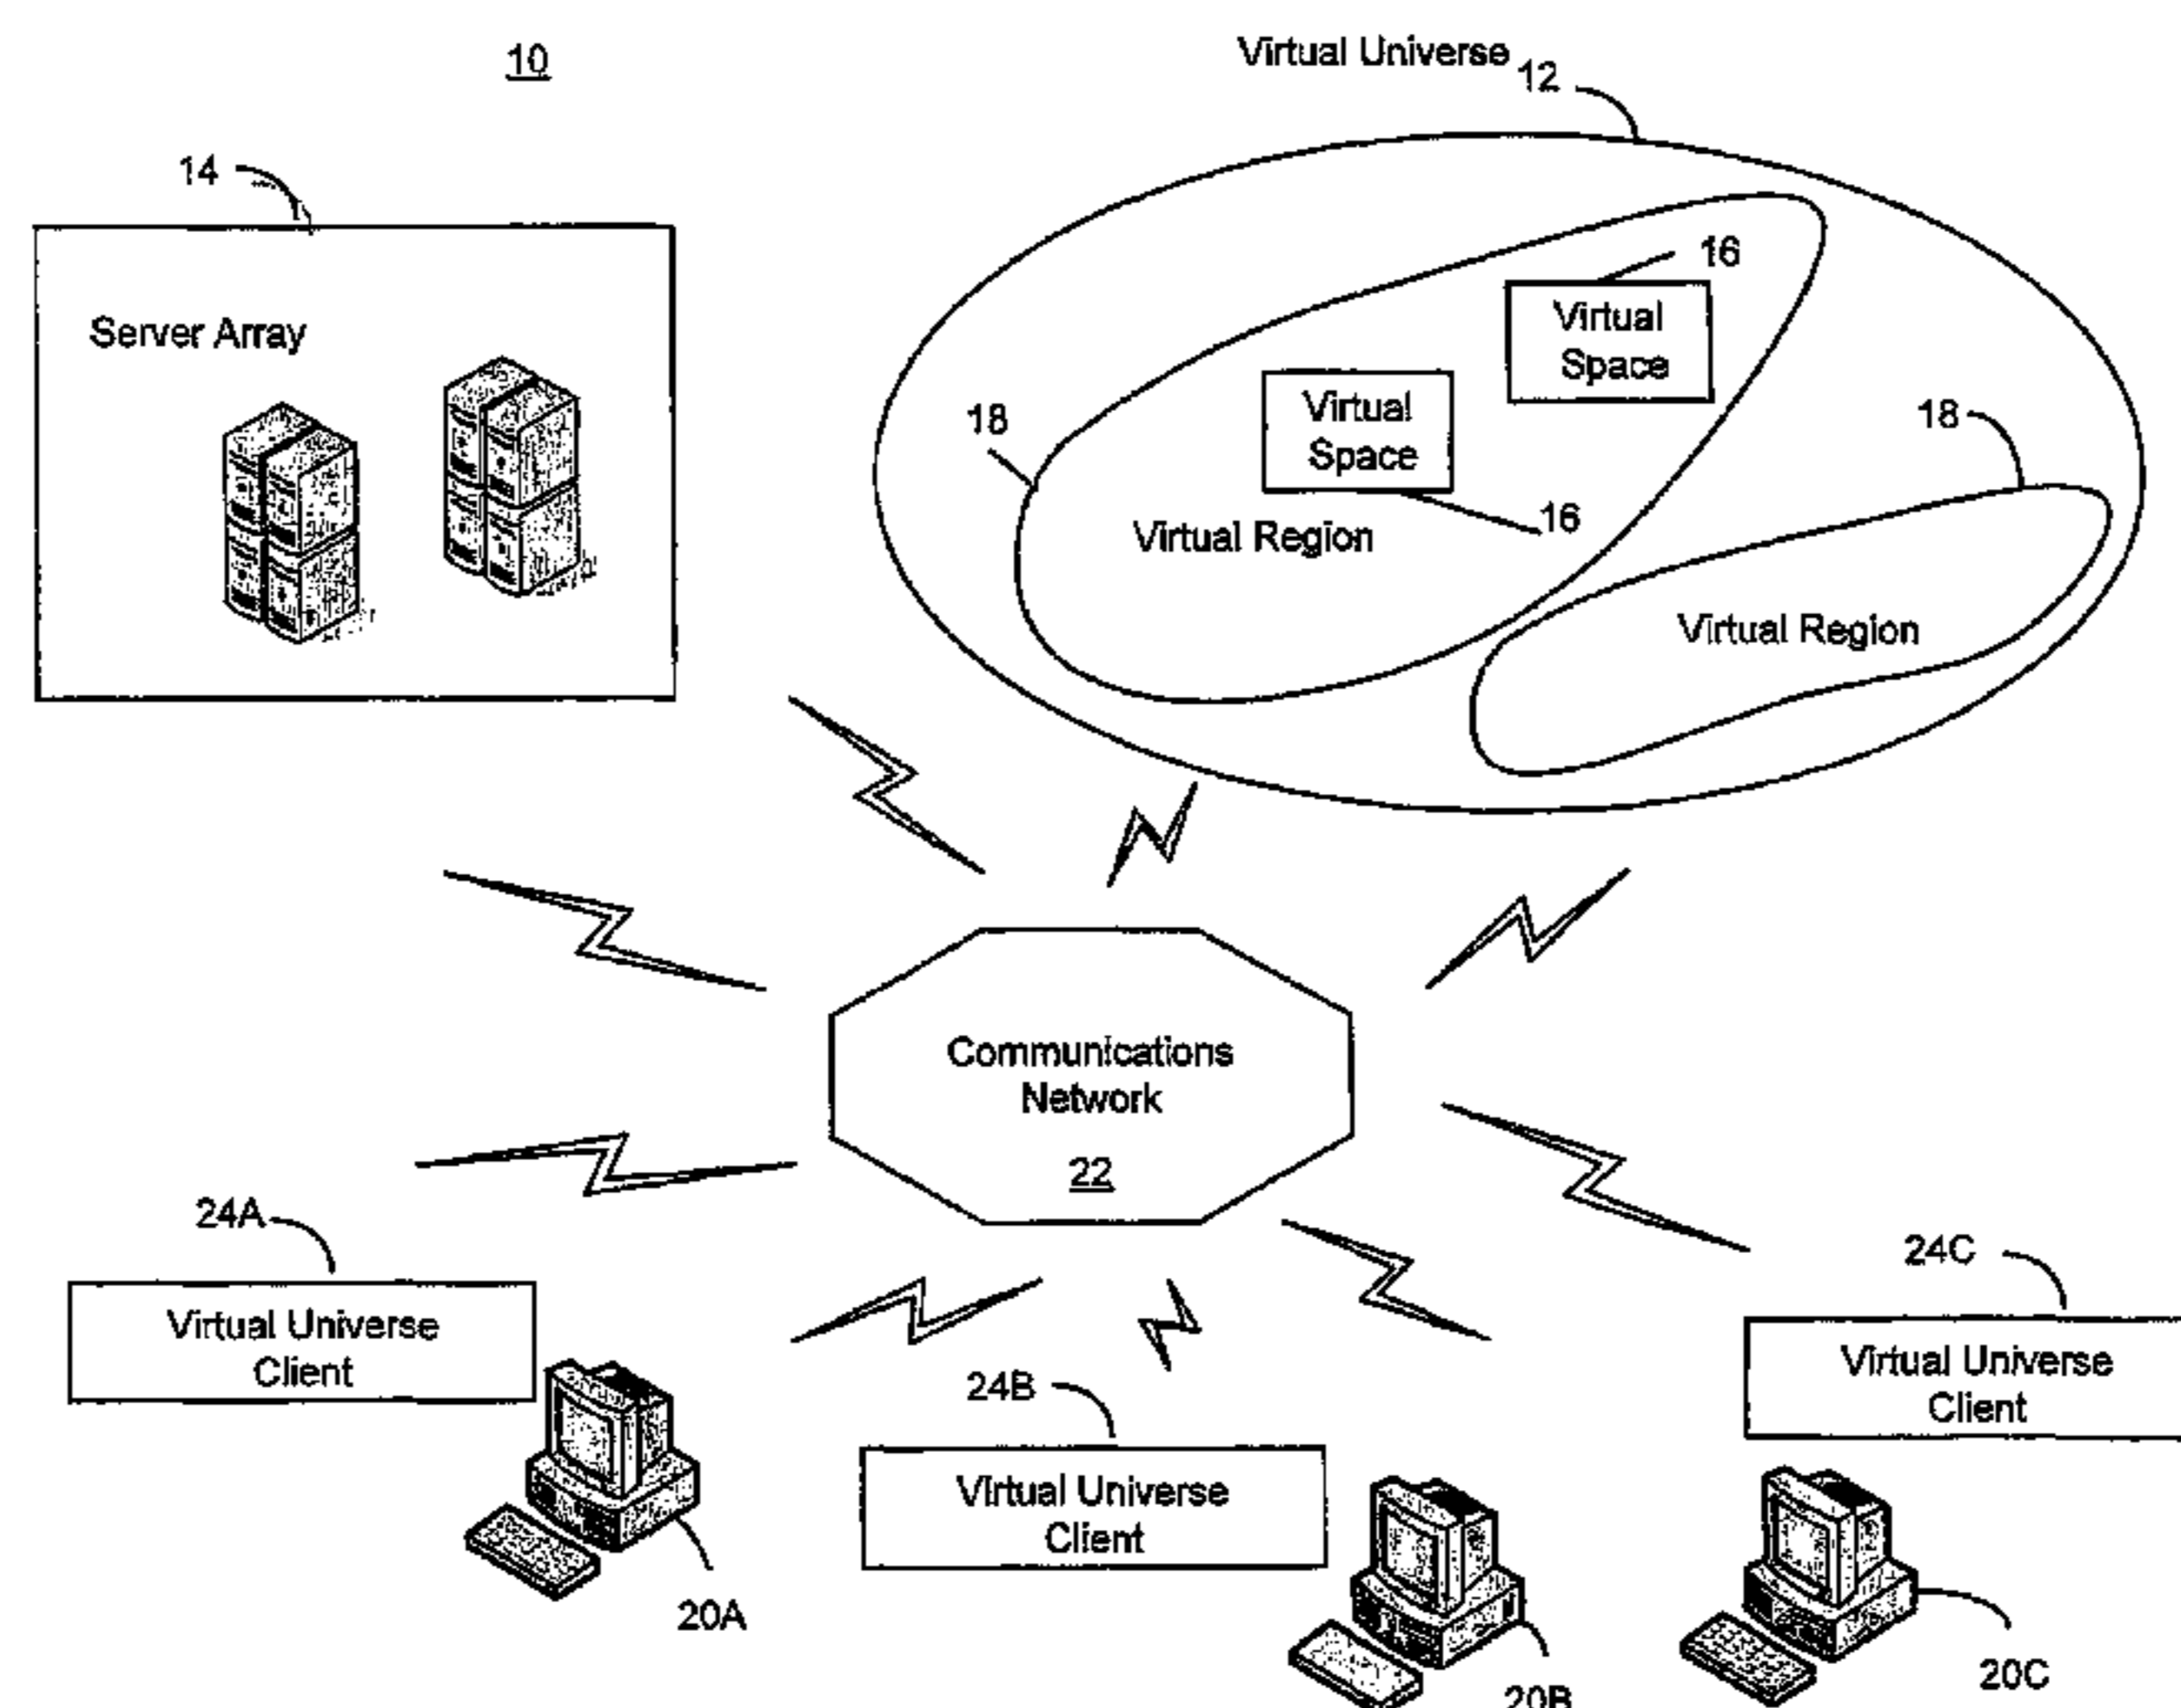 10
Virtual Universe
12
14
Server Array
16
Virtual
Space
Virtual
Space
18
18
16
Virtual Region
Virtual Region
Communications
Network
22
24A
Virtual Universe
Client
24B
Virtual Universe
Client
24C
Virtual Universe
Client
20A
20B
20C